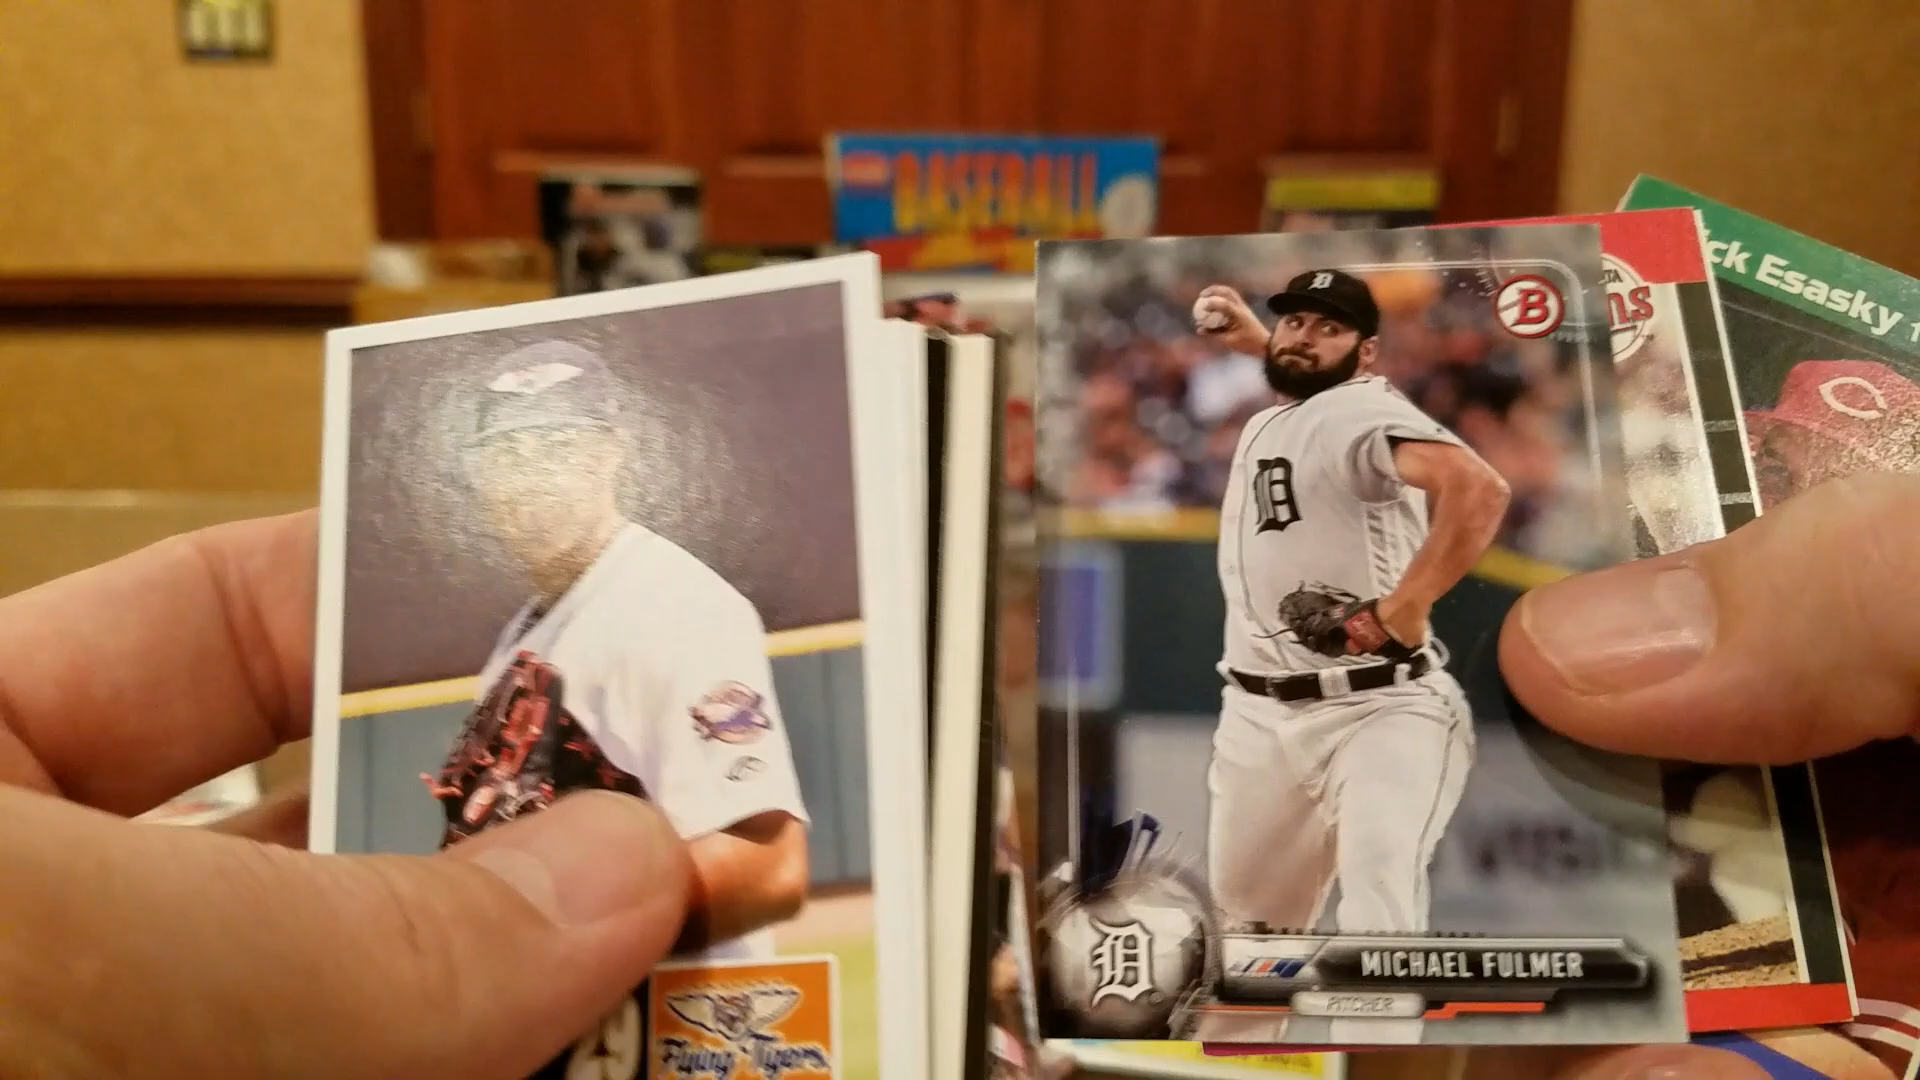 BASEBALL
ck Esasky
B
D
D
D
MICHAEL FULMER
PITCHER
Flying Tigers